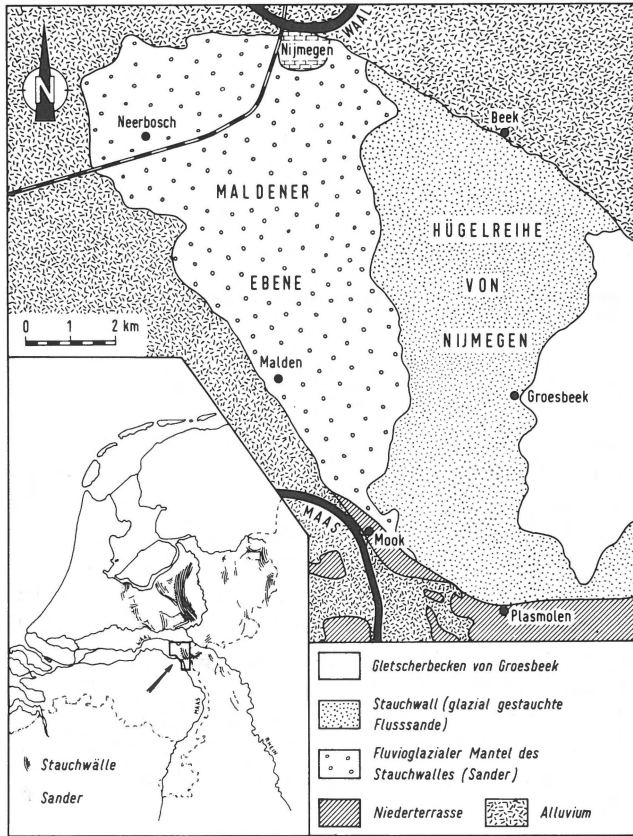 WAAL
Nijmegen
N
Neerbosch
Beek
MALDENER
EBENE
HÜGELREIHE
VON
NIJMEGEN
0 1 2 km
Malden
Groesbeek
MAAS
Mook
Plasmolen
MAAS
RHEIN
Stauchwälle
Sander
Gletscherbecken von Groesbeek
Stauchwall (glazial gestauchte
Flusssande)
Fluvioglazialer Mantel des
Stauchwalles (Sander)
Niederterrasse
Alluvium